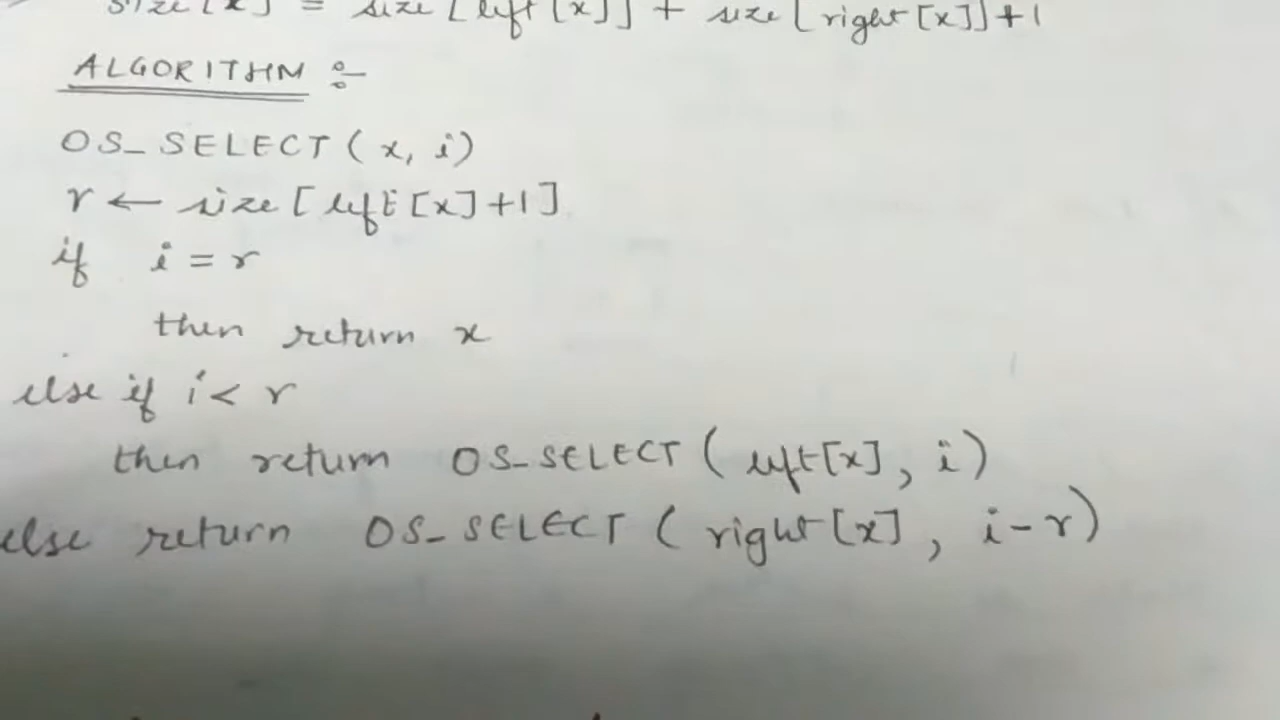 size[x] = size[left[x]] + size[right[x]]+1
ALGORITHM :-
OS_SELECT(x, i)
r ← size[left[x]+1]
if i = r
then return x
else if i < r
then return OS_SELECT(left[x], i)
else return OS_SELECT(right[x], i-r)